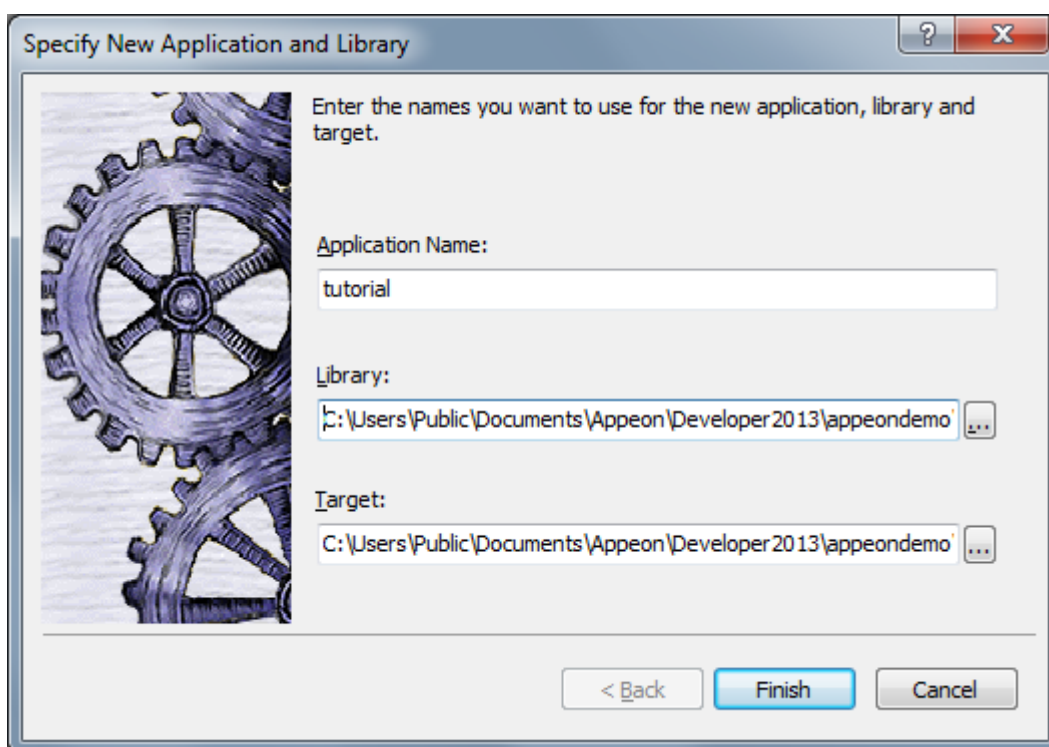 Specify New Application and Library
Enter the names you want to use for the new application, library and
target.
Application Name:
tutorial
Library:
C:\Users\Public\Documents\Appeon\Developer2013\appeondemo\
...
Target:
C:\Users\Public\Documents\Appeon\Developer2013\appeondemo\
...
< Back
Finish
Cancel